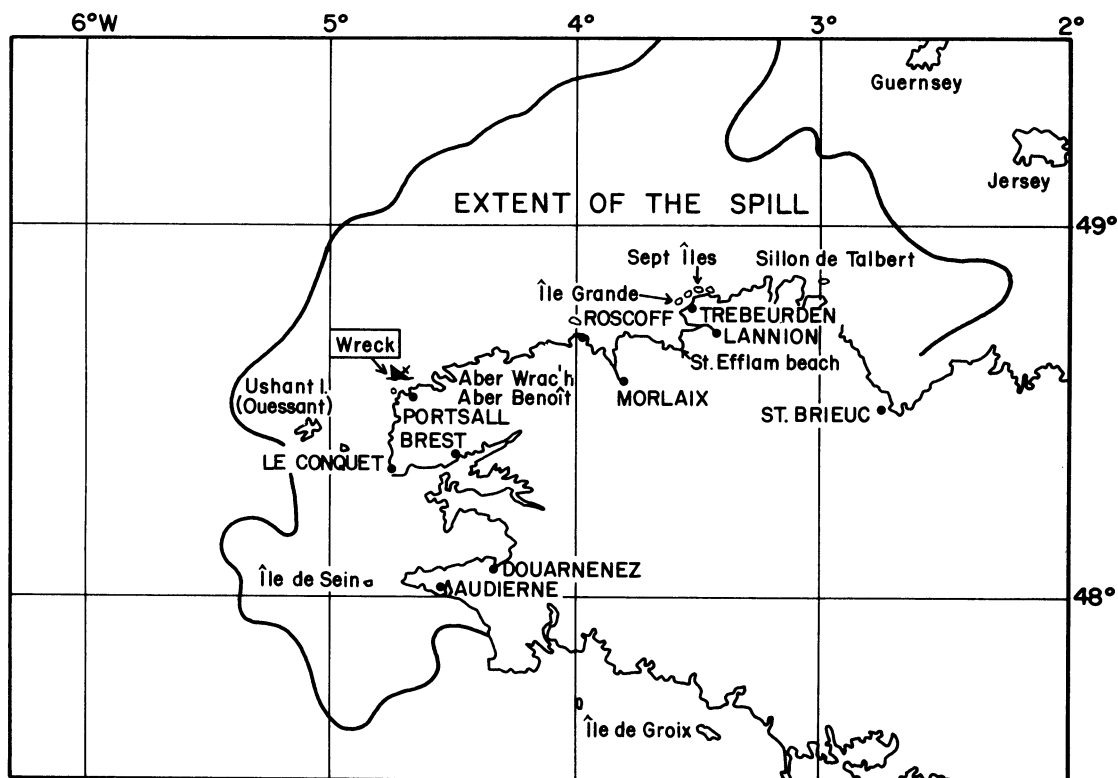 6°W 5° 4° 3° 2°
Guernsey
Jersey
EXTENT OF THE SPILL
49°
Sept Îles
Sillon de Talbert
Île Grande
ROSCOFF
TREBEURDEN
LANNION
Wreck
St. Efflam beach
Aber Wrac'h
Aber Benoît
Ushant I.
(Ouessant)
MORLAIX
PORTSALL
ST. BRIEUC
BREST
LE CONQUET
DOUARNENEZ
Île de Sein
AUDIERNE
48°
Île de Groix